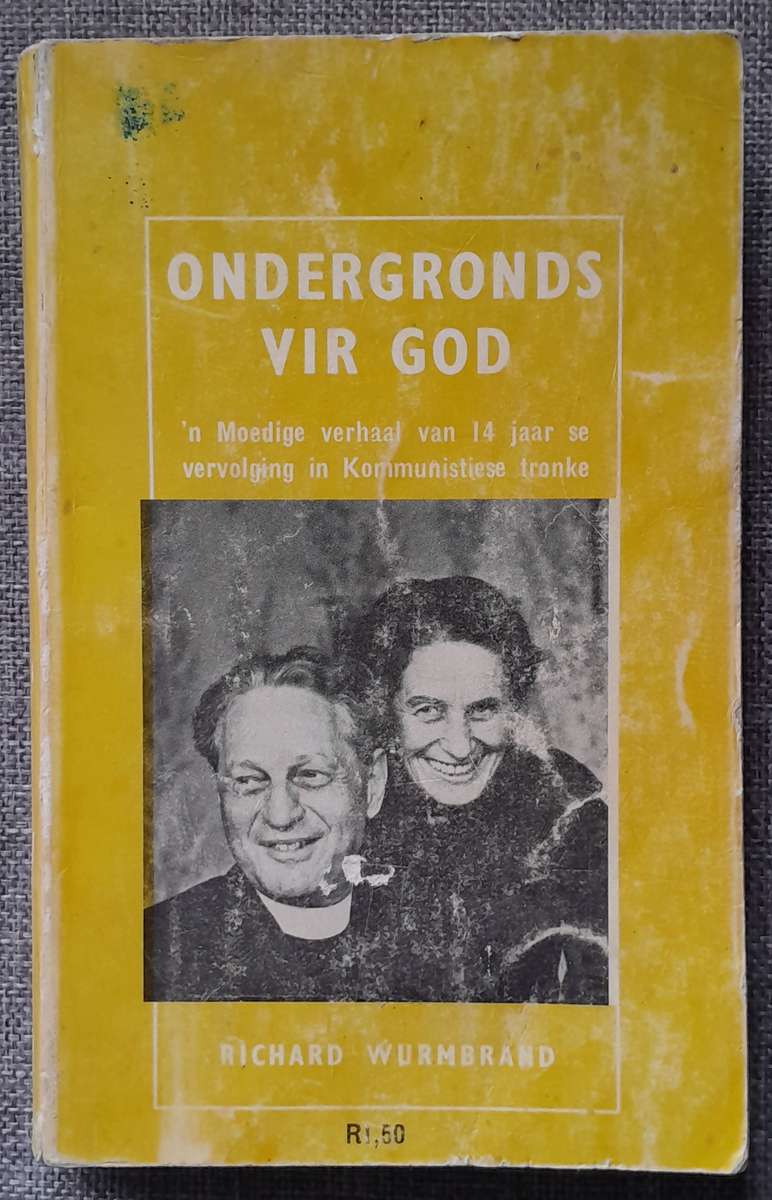 ONDERGRONDS
VIR GOD
'n Moedige verhaal van 14 jaar se
vervolging in Kommunistiese tronke
RICHARD WURMBRAND
R1,50